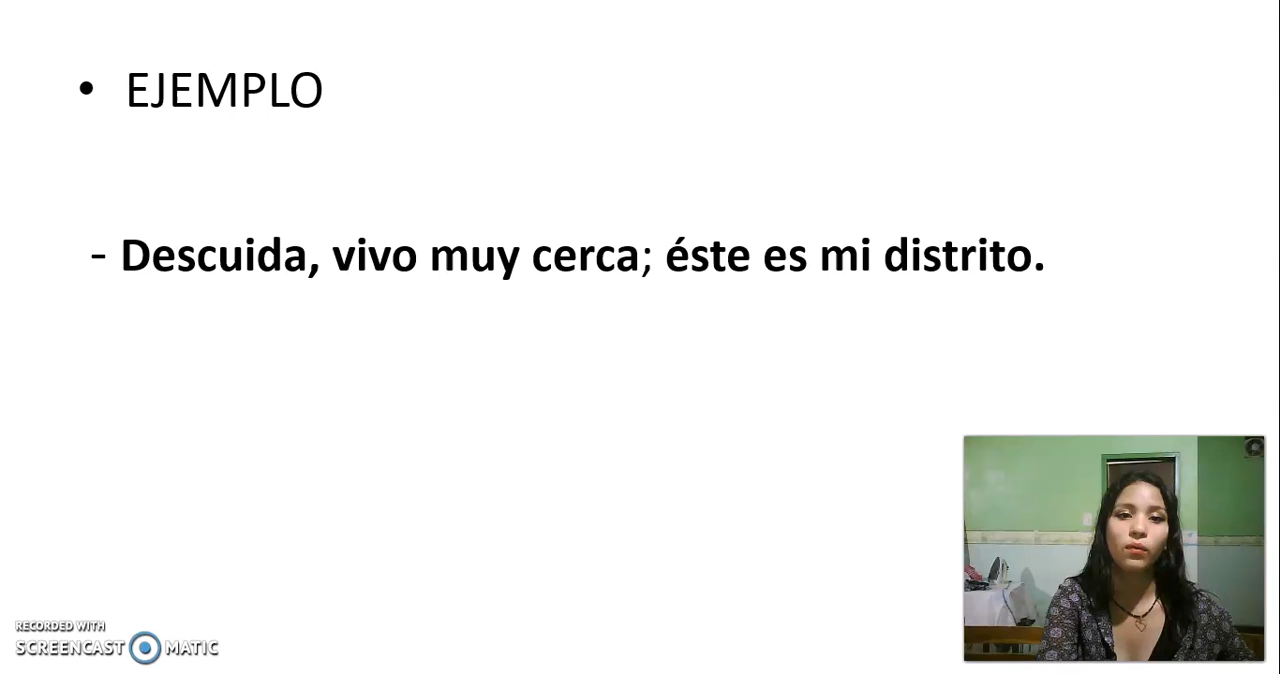 • EJEMPLO
- Descuida, vivo muy cerca; éste es mi distrito.
RECORDED WITH
SCREENCAST MATIC